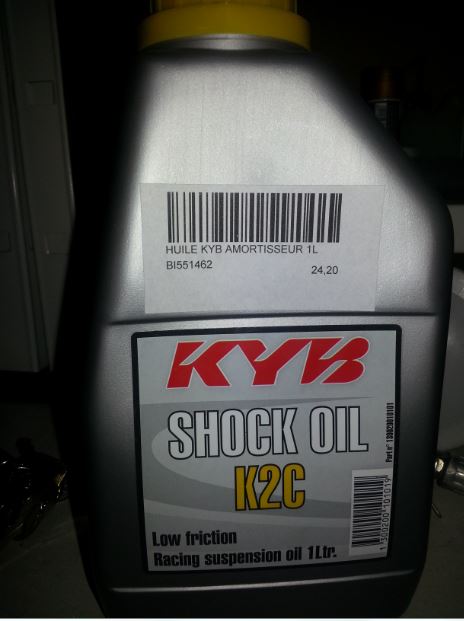 HUILE KYB AMORTISSEUR 1L
BI551462 24,20
KYB
SHOCK OIL
K2C
Low friction
Racing suspension oil 1Ltr.